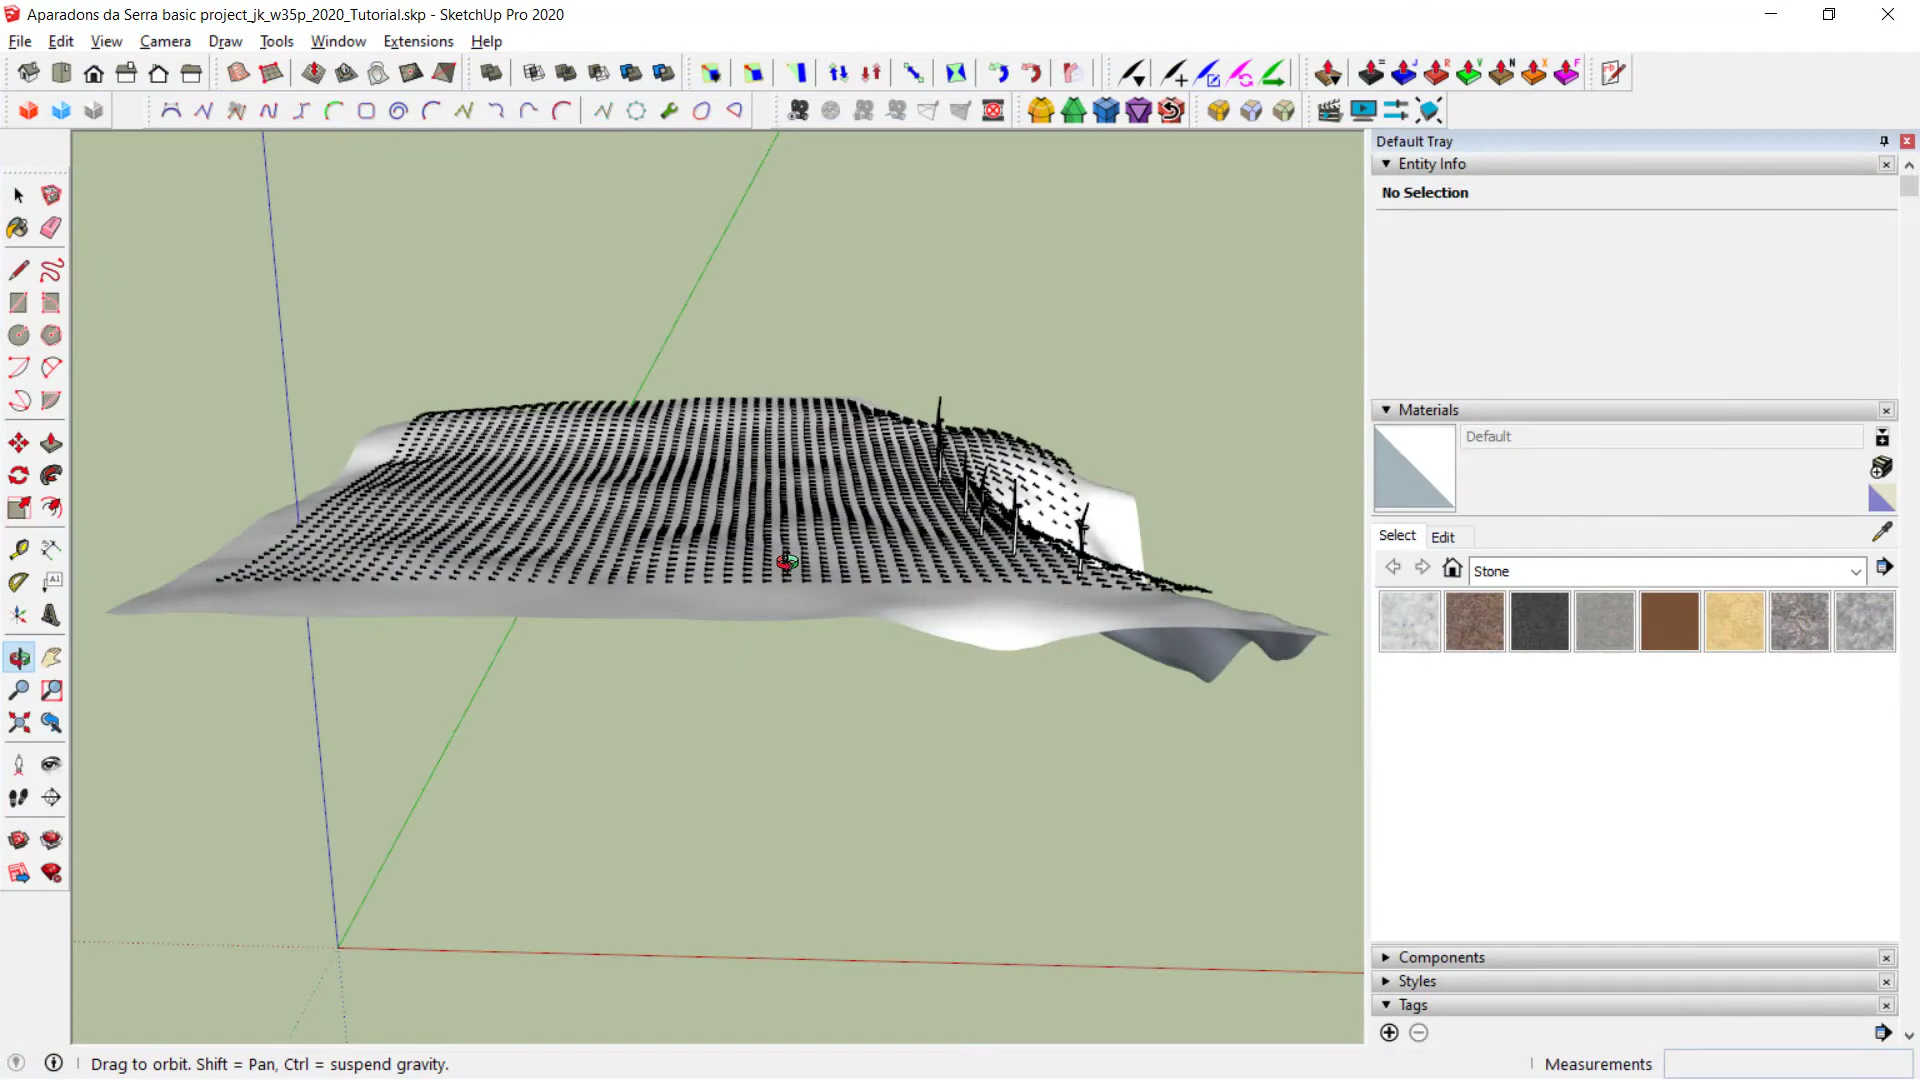 Aparadons da Serra basic project_jk_w35p_2020_Tutorial.skp - SketchUp Pro 2020
File Edit View Camera Draw Tools Window Extensions Help
Default Tray
Entity Info
No Selection
Materials
Default
Select Edit
Stone
Components
Styles
Tags
Drag to orbit. Shift = Pan, Ctrl = suspend gravity.
Measurements